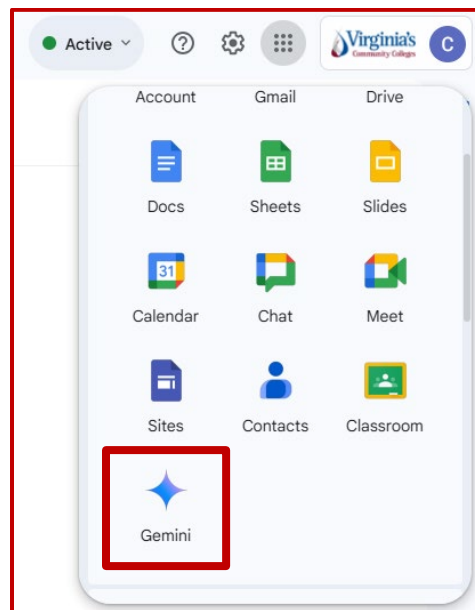 Active
Virginia's
Community Colleges
C
Account Gmail Drive
Docs Sheets Slides
31
Calendar Chat Meet
Sites Contacts Classroom
Gemini